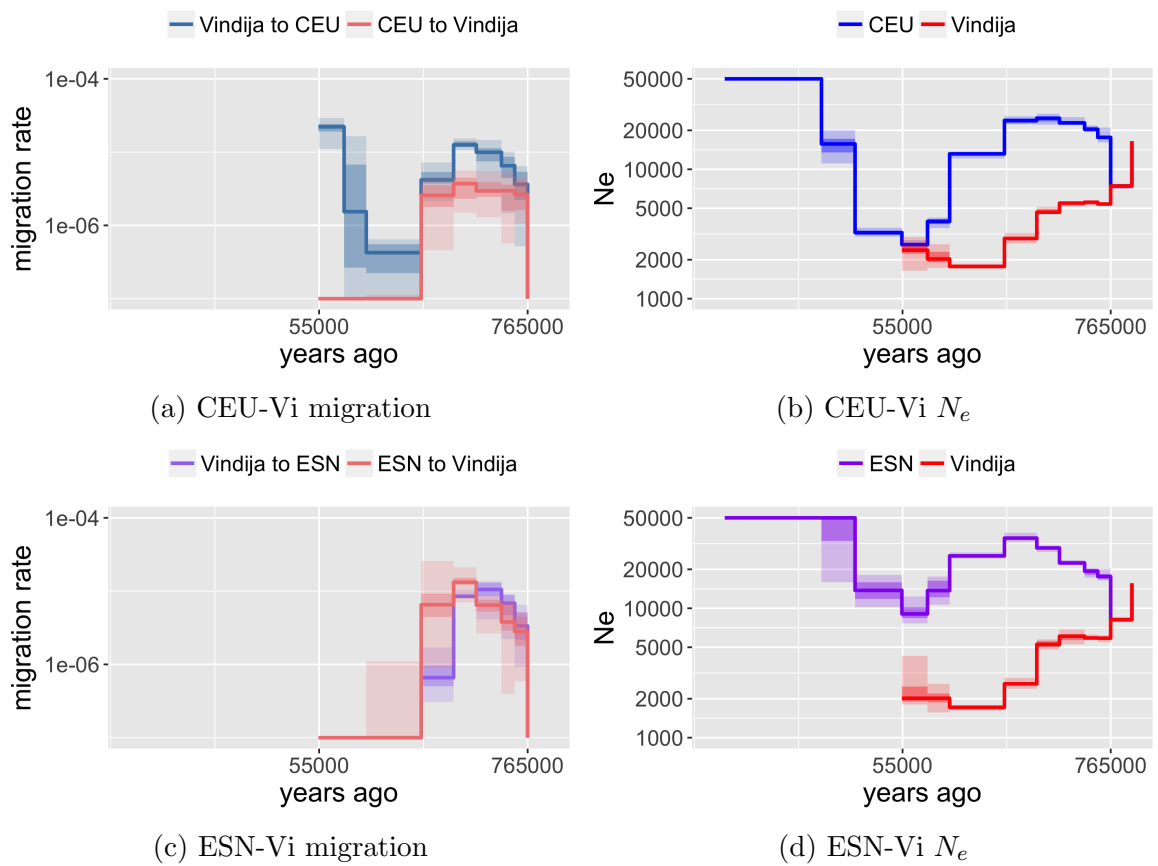 Vindija to CEU CEU to Vindija
CEU Vindija
1e-04
1e-06
migration rate
55000 765000
years ago
50000
20000
10000
5000
2000
1000
Ne
55000 765000
years ago
(a) CEU-Vi migration
(b) CEU-Vi Ne
Vindija to ESN ESN to Vindija
ESN Vindija
1e-04
1e-06
migration rate
55000 765000
years ago
50000
20000
10000
5000
2000
1000
Ne
55000 765000
years ago
(c) ESN-Vi migration
(d) ESN-Vi Ne